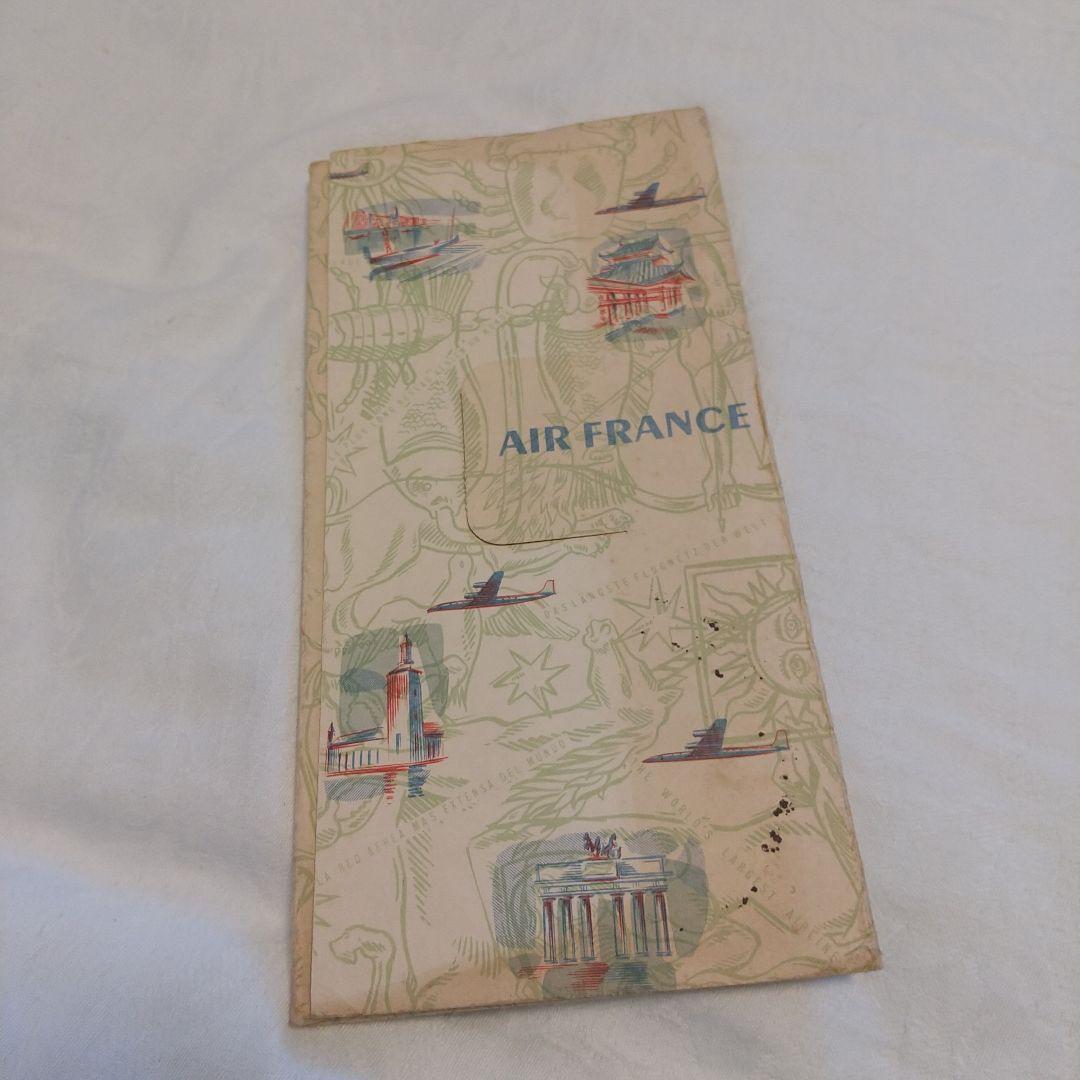 AIR FRANCE
DAS LÄNGSTE FLUGNETZ DER WELT
LA RED AEREA MAS EXTENSA DEL MUNDO
THE WORLD'S LARGEST AIR